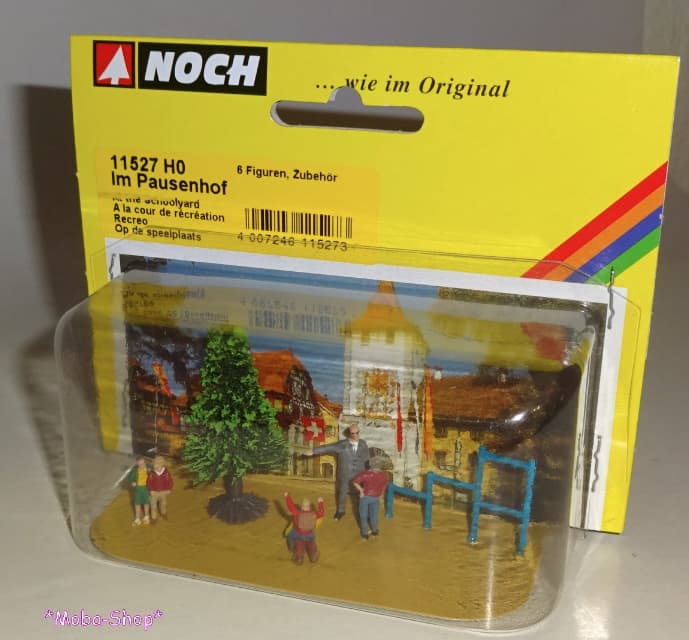 NOCH
... wie im Original
11527 H0
6 Figuren, Zubehör
Im Pausenhof
At the Schoolyard
A la cour de récréation
Recreo
Op de speelplaats
4 007246 115273
*Moba-Shop*